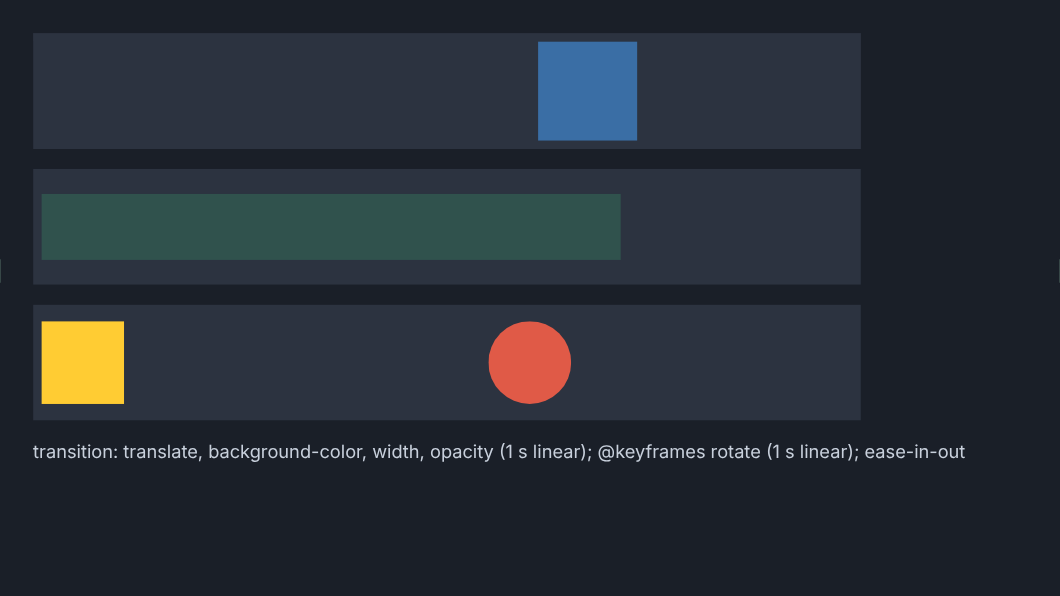 transition: translate, background-color, width, opacity (1 s linear); @keyframes rotate (1 s linear); ease-in-out